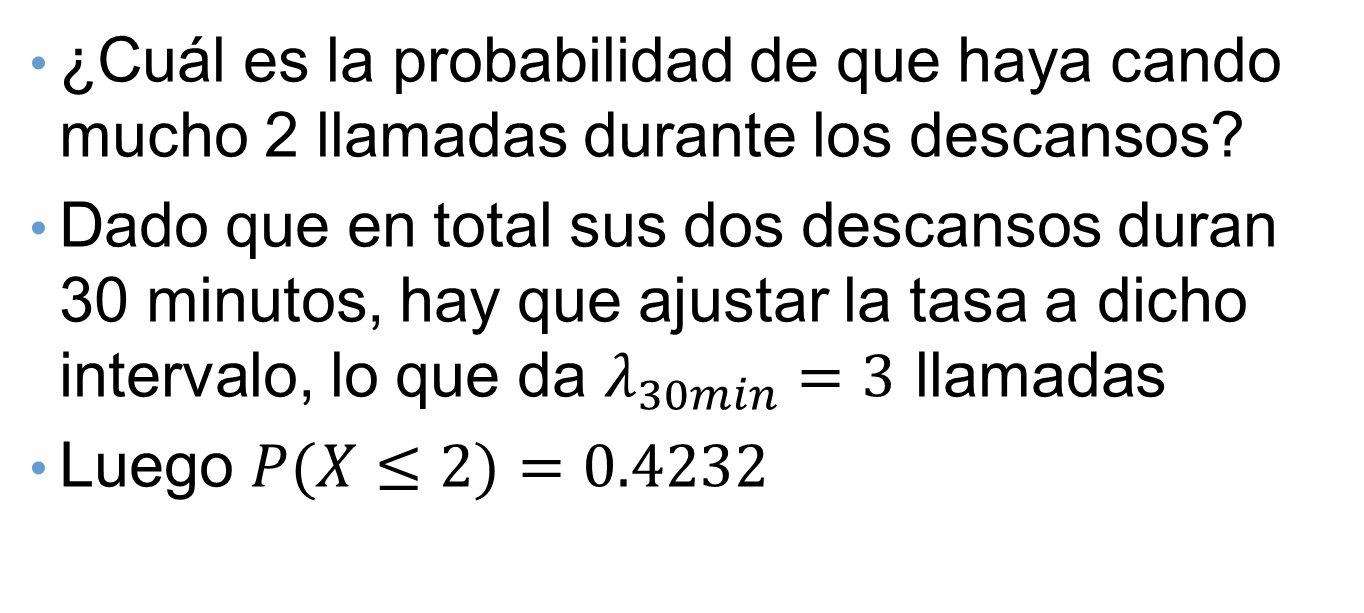 • ¿Cuál es la probabilidad de que haya cando
mucho 2 llamadas durante los descansos?
• Dado que en total sus dos descansos duran
30 minutos, hay que ajustar la tasa a dicho
intervalo, lo que da 𝜆₃₀𝑚𝑖𝑛 = 3 llamadas
• Luego 𝑃(𝑋 ≤ 2) = 0.4232